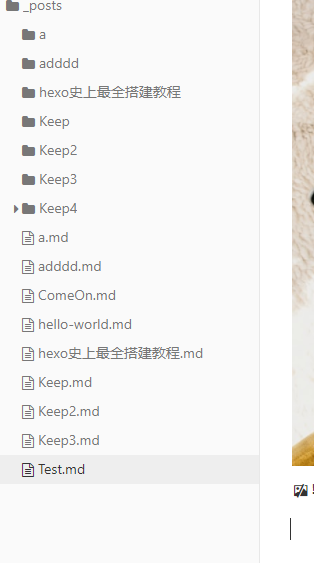 _posts
a
adddd
hexo史上最全搭建教程
Keep
Keep2
Keep3
Keep4
a.md
adddd.md
ComeOn.md
hello-world.md
hexo史上最全搭建教程.md
Keep.md
Keep2.md
Keep3.md
Test.md